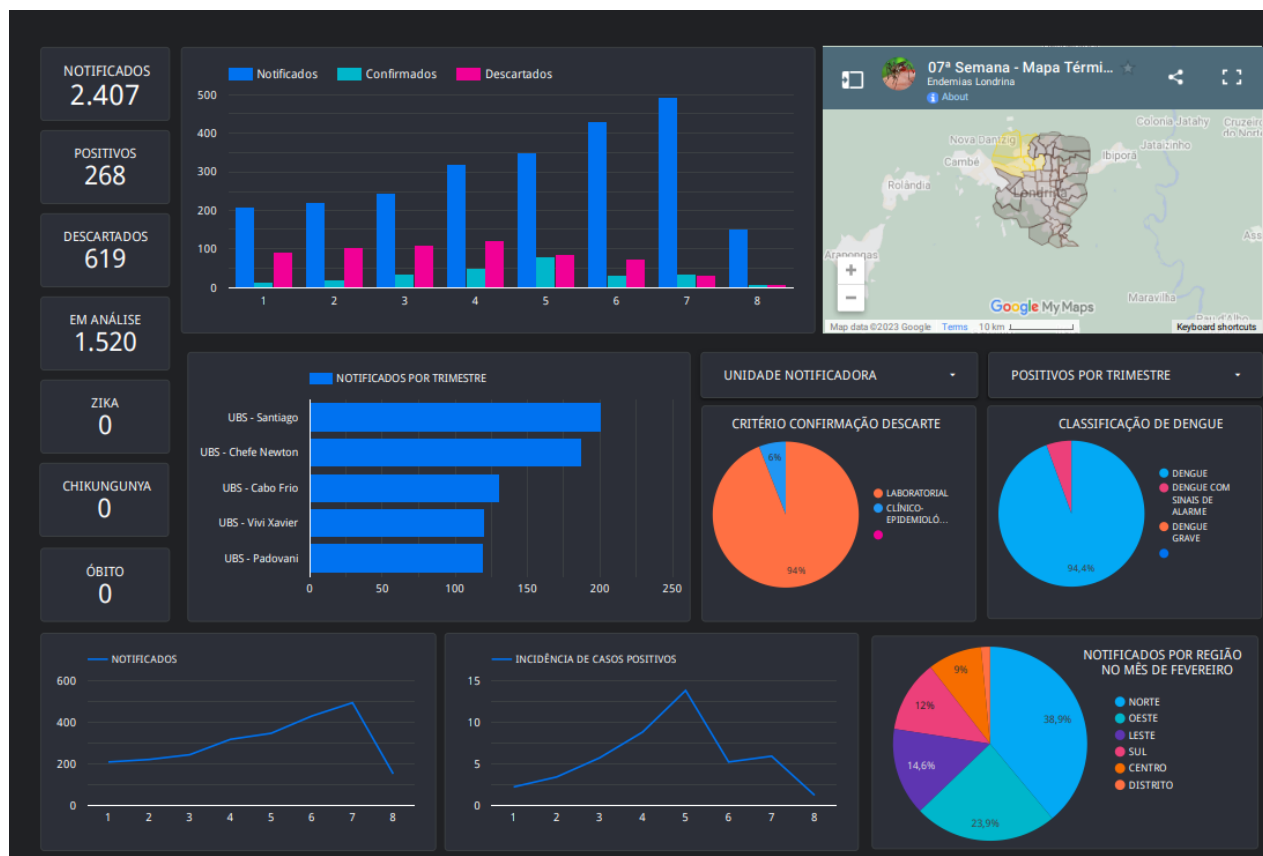 NOTIFICADOS
2.407
POSITIVOS
268
DESCARTADOS
619
EM ANÁLISE
1.520
ZIKA
0
CHIKUNGUNYA
0
ÓBITO
0
Notificados Confirmados Descartados
500
400
300
200
100
0
1 2 3 4 5 6 7 8
07ª Semana - Mapa Térmi...
Endemias Londrina
About
Colonia Jatahy
Cruzeiro
do Norte
Nova Dantzig
Jataizinho
Cambé
Ibiporã
Rolândia
Londrina
Arapongas
+
−
Google My Maps
Maravilha
Map data ©2023 Google Terms 10 km
Keyboard shortcuts
NOTIFICADOS POR TRIMESTRE
UBS - Santiago
UBS - Chefe Newton
UBS - Cabo Frio
UBS - Vivi Xavier
UBS - Padovani
0 50 100 150 200 250
UNIDADE NOTIFICADORA
POSITIVOS POR TRIMESTRE
CRITÉRIO CONFIRMAÇÃO DESCARTE
6%
94%
LABORATORIAL
CLÍNICO-
EPIDEMIOLÓ...
CLASSIFICAÇÃO DE DENGUE
94,4%
DENGUE
DENGUE COM
SINAIS DE
ALARME
DENGUE
GRAVE
NOTIFICADOS
600
400
200
0
1 2 3 4 5 6 7 8
INCIDÊNCIA DE CASOS POSITIVOS
15
10
5
0
1 2 3 4 5 6 7 8
NOTIFICADOS POR REGIÃO
NO MÊS DE FEVEREIRO
9%
12%
14,6%
23,9%
38,9%
NORTE
OESTE
LESTE
SUL
CENTRO
DISTRITO